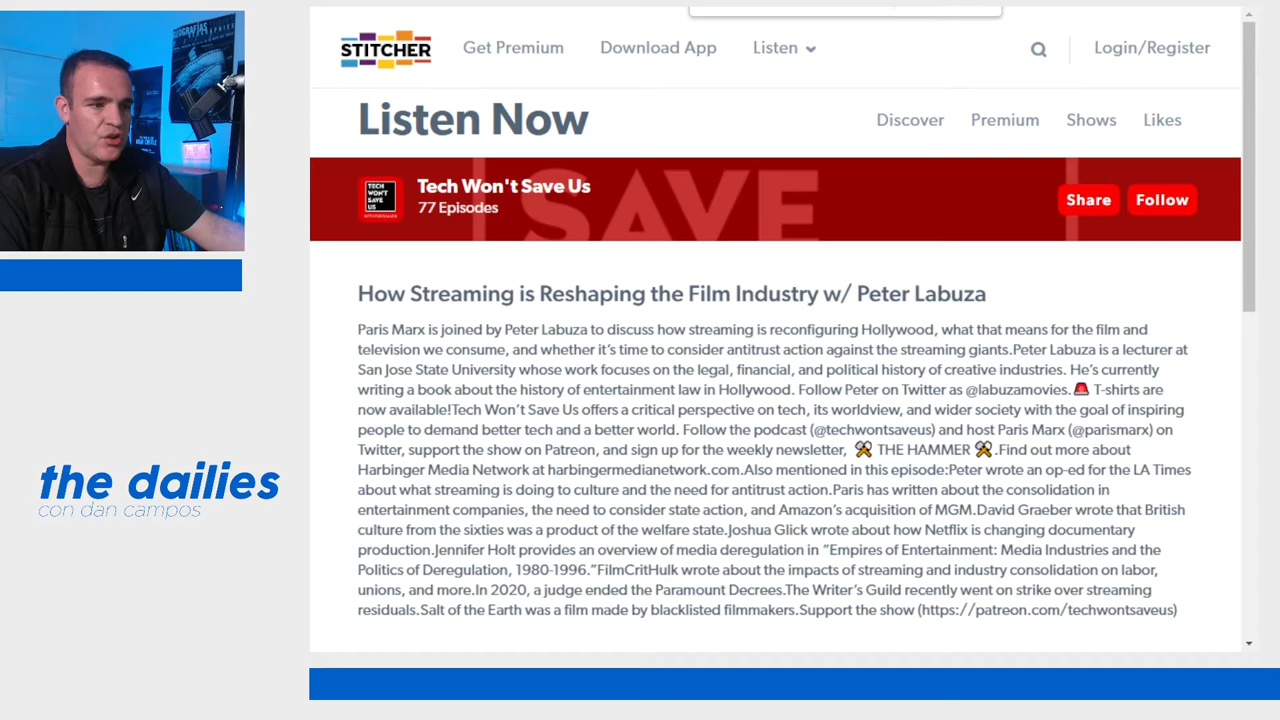 GEOGRAFÍAS
STITCHER
Get Premium
Download App
Listen
Login/Register
Listen Now
Discover
Premium
Shows
Likes
TECH
WON'T
SAVE
US
Tech Won't Save Us
77 Episodes
SAVE
Share
Follow
How Streaming is Reshaping the Film Industry w/ Peter Labuza
Paris Marx is joined by Peter Labuza to discuss how streaming is reconfiguring Hollywood, what that means for the film and
television we consume, and whether it’s time to consider antitrust action against the streaming giants.Peter Labuza is a lecturer at
San Jose State University whose work focuses on the legal, financial, and political history of creative industries. He’s currently
writing a book about the history of entertainment law in Hollywood. Follow Peter on Twitter as @labuzamovies.🚨 T-shirts are
now available!Tech Won’t Save Us offers a critical perspective on tech, its worldview, and wider society with the goal of inspiring
people to demand better tech and a better world. Follow the podcast (@techwontsaveus) and host Paris Marx (@parismarx) on
Twitter, support the show on Patreon, and sign up for the weekly newsletter, ⚒️ THE HAMMER ⚒️.Find out more about
Harbinger Media Network at harbingermedianetwork.com.Also mentioned in this episode:Peter wrote an op-ed for the LA Times
about what streaming is doing to culture and the need for antitrust action.Paris has written about the consolidation in
entertainment companies, the need to consider state action, and Amazon’s acquisition of MGM.David Graeber wrote that British
culture from the sixties was a product of the welfare state.Joshua Glick wrote about how Netflix is changing documentary
production.Jennifer Holt provides an overview of media deregulation in “Empires of Entertainment: Media Industries and the
Politics of Deregulation, 1980-1996.”FilmCritHulk wrote about the impacts of streaming and industry consolidation on labor,
unions, and more.In 2020, a judge ended the Paramount Decrees.The Writer’s Guild recently went on strike over streaming
residuals.Salt of the Earth was a film made by blacklisted filmmakers.Support the show (https://patreon.com/techwontsaveus)
the dailies
con dan campos